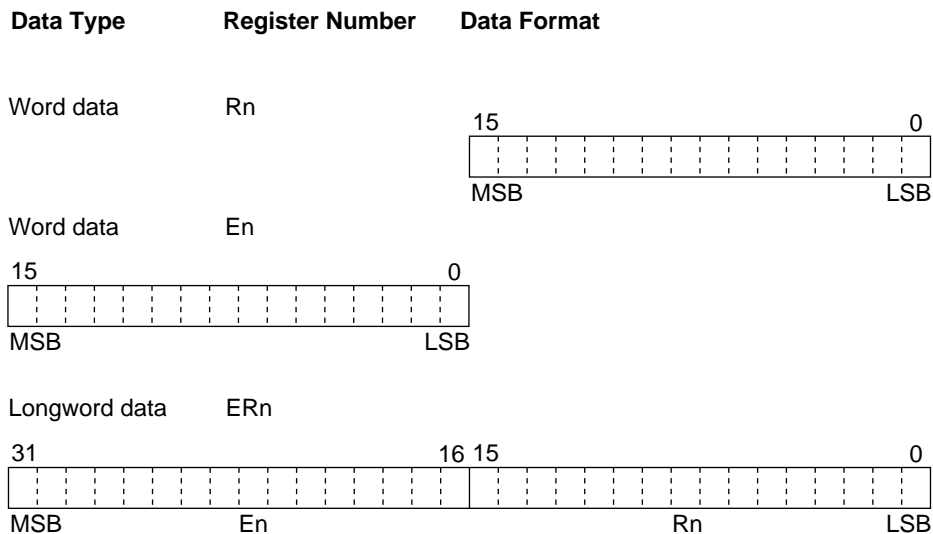 Data Type Register Number Data Format
Word data Rn
15 0
MSB LSB
Word data En
15 0
MSB LSB
Longword data ERn
31 16 15 0
MSB En Rn LSB